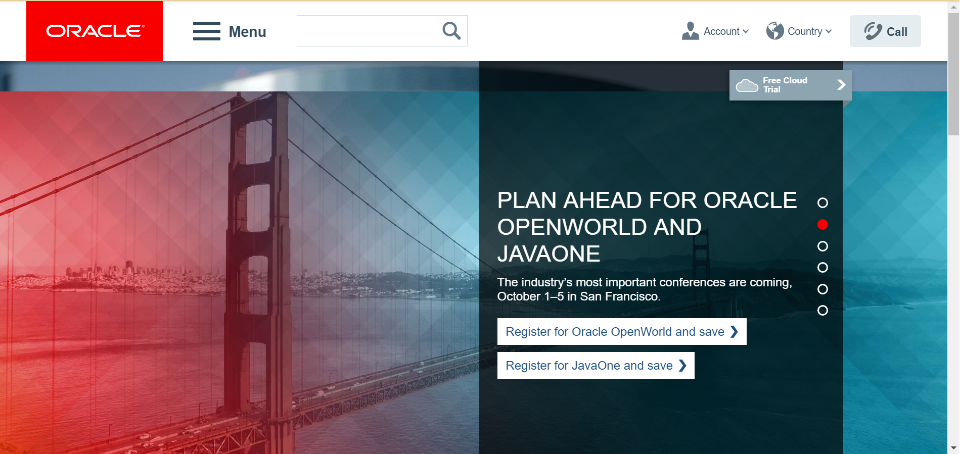 ORACLE
Menu
Account
Country
Call
Free Cloud
Trial
PLAN AHEAD FOR ORACLE
OPENWORLD AND
JAVAONE
The industry's most important conferences are coming,
October 1–5 in San Francisco.
Register for Oracle OpenWorld and save
Register for JavaOne and save